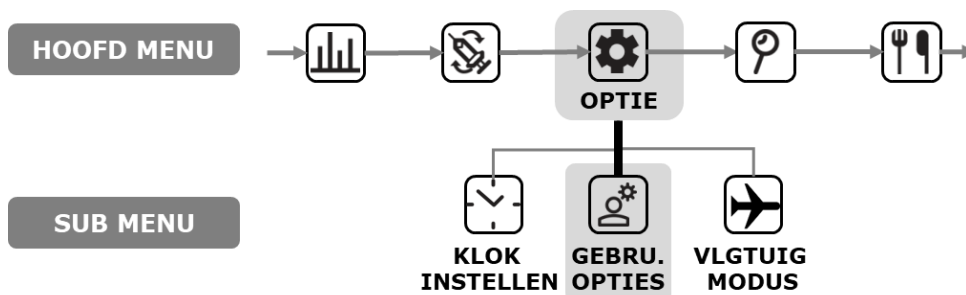 HOOFD MENU
OPTIE
SUB MENU
KLOK
INSTELLEN
GEBRU.
OPTIES
VLGTUIG
MODUS